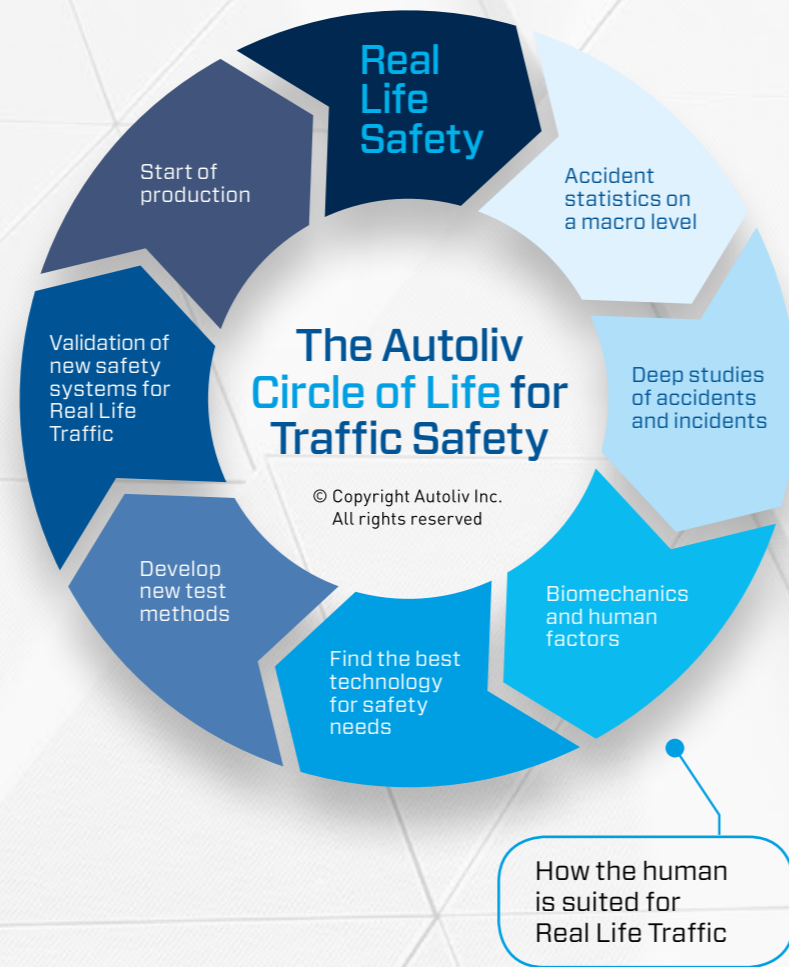 Real
Life
Safety
Accident
statistics on
a macro level
Deep studies
of accidents
and incidents
Biomechanics
and human
factors
Find the best
technology
for safety
needs
Develop
new test
methods
Validation of
new safety
systems for
Real Life
Traffic
Start of
production
The Autoliv
Circle of Life for
Traffic Safety
© Copyright Autoliv Inc.
All rights reserved
How the human
is suited for
Real Life Traffic